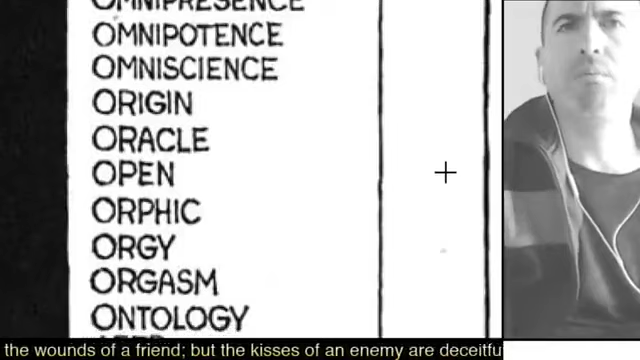 OMNIPRESENCE
OMNIPOTENCE
OMNISCIENCE
ORIGIN
ORACLE
OPEN
ORPHIC
ORGY
ORGASM
ONTOLOGY
the wounds of a friend; but the kisses of an enemy are deceitfu